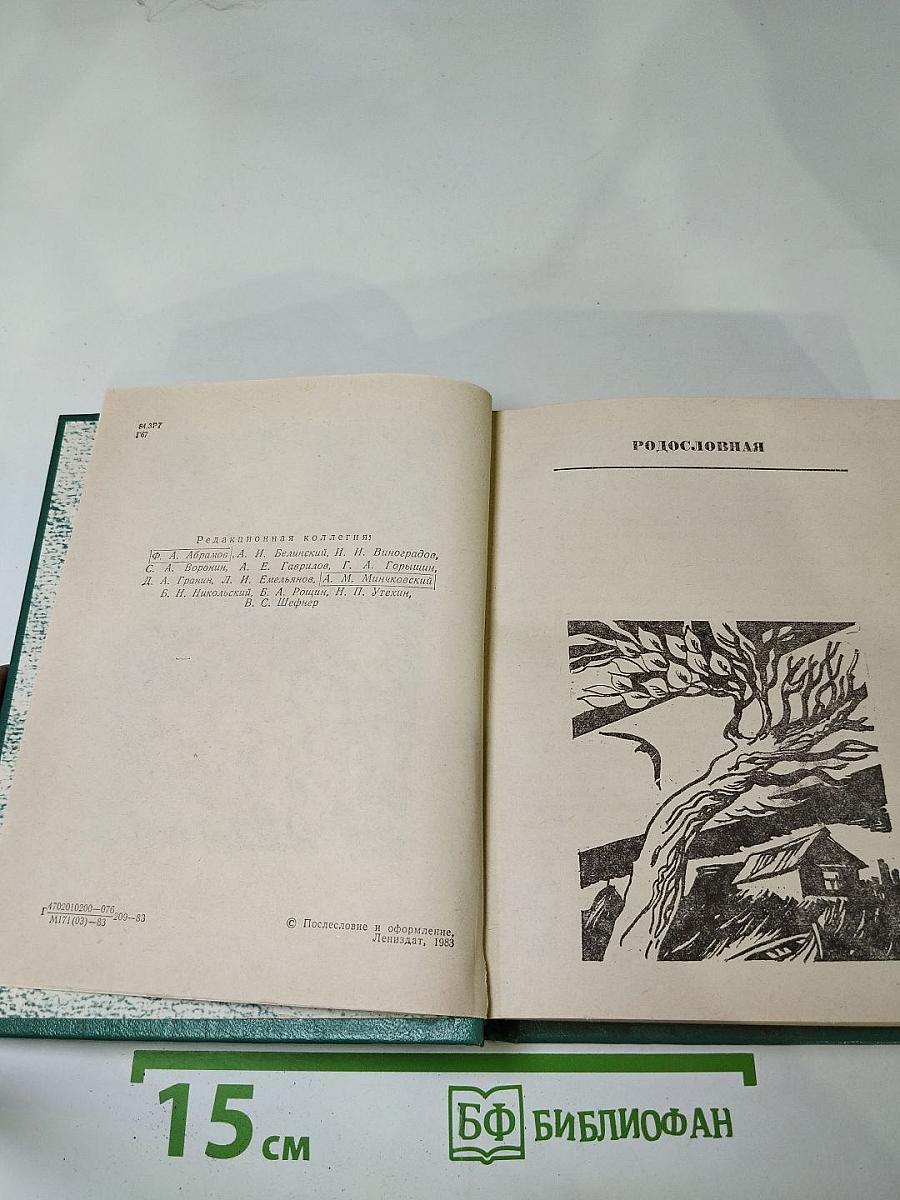 84.3Р7
Г67
Редакционная коллегия:
Ф. А. Абрамов, А. И. Белинский, И. И. Виноградов,
С. А. Воронин, А. Е. Гаврилов, Г. А. Горышин,
Д. А. Гранин, Л. И. Емельянов, А. М. Минчковский
Б. Н. Никольский, Б. А. Рощин, Н. П. Утехин,
В. С. Шефнер
Г 4702010200—076 209—83
М171(03)—83
© Послесловие и оформление,
Лениздат, 1983
РОДОСЛОВНАЯ
15 см
БФ БИБЛИОФАН